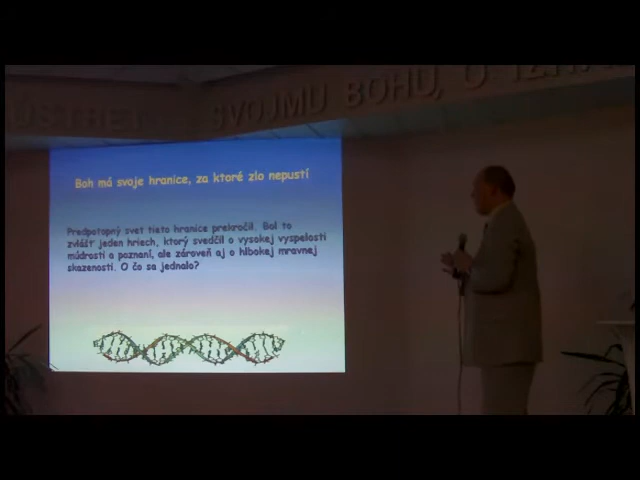 SVOJMU BOHU, Ó IZRA
Boh má svoje hranice, za ktoré zlo nepustí
Predpotopný svet tieto hranice prekročil. Bol to
zvlášť jeden hriech, ktorý svedčil o vysokej vyspelosti
múdrosti a poznaní, ale zároveň aj o hlbokej mravnej
skazenosti. O čo sa jednalo?